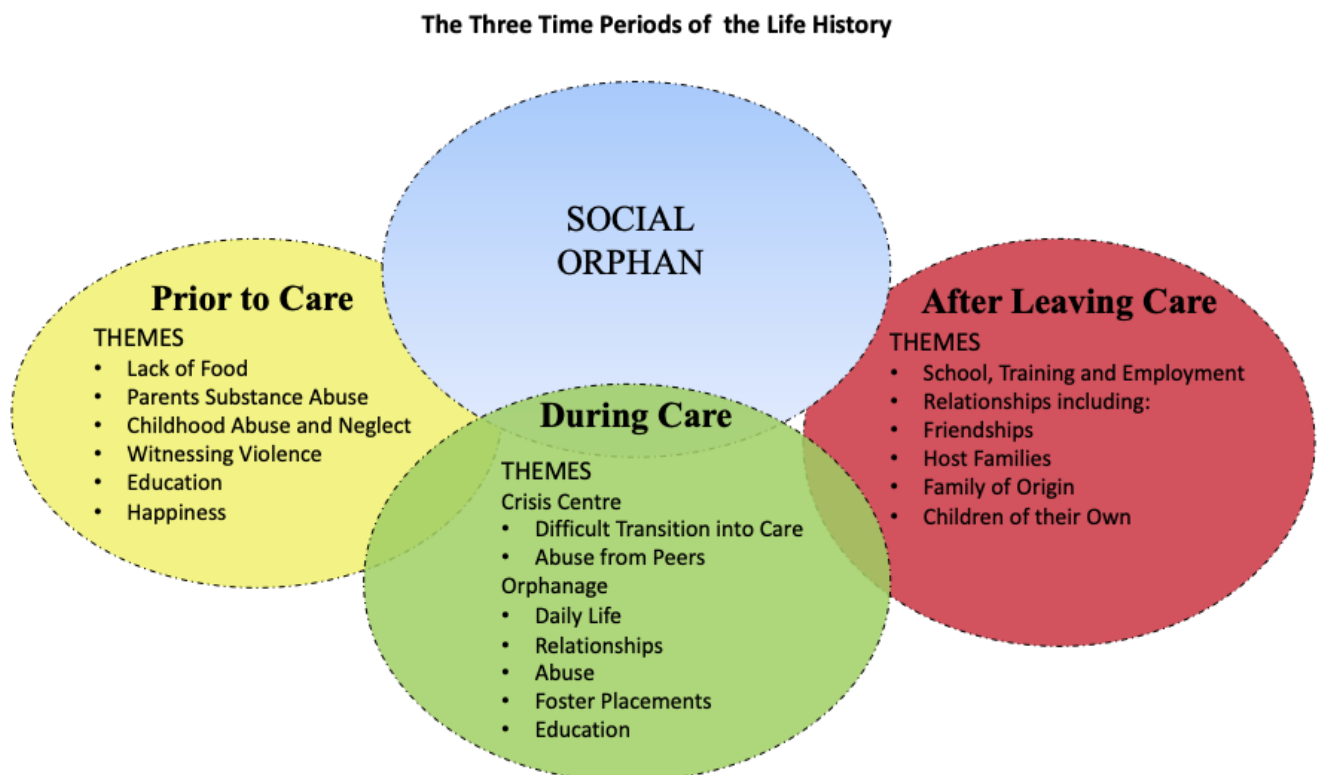 The Three Time Periods of the Life History
SOCIAL
ORPHAN
Prior to Care
THEMES
• Lack of Food
• Parents Substance Abuse
• Childhood Abuse and Neglect
• Witnessing Violence
• Education
• Happiness
During Care
THEMES
Crisis Centre
• Difficult Transition into Care
• Abuse from Peers
Orphanage
• Daily Life
• Relationships
• Abuse
• Foster Placements
• Education
After Leaving Care
THEMES
• School, Training and Employment
• Relationships including:
• Friendships
• Host Families
• Family of Origin
• Children of their Own